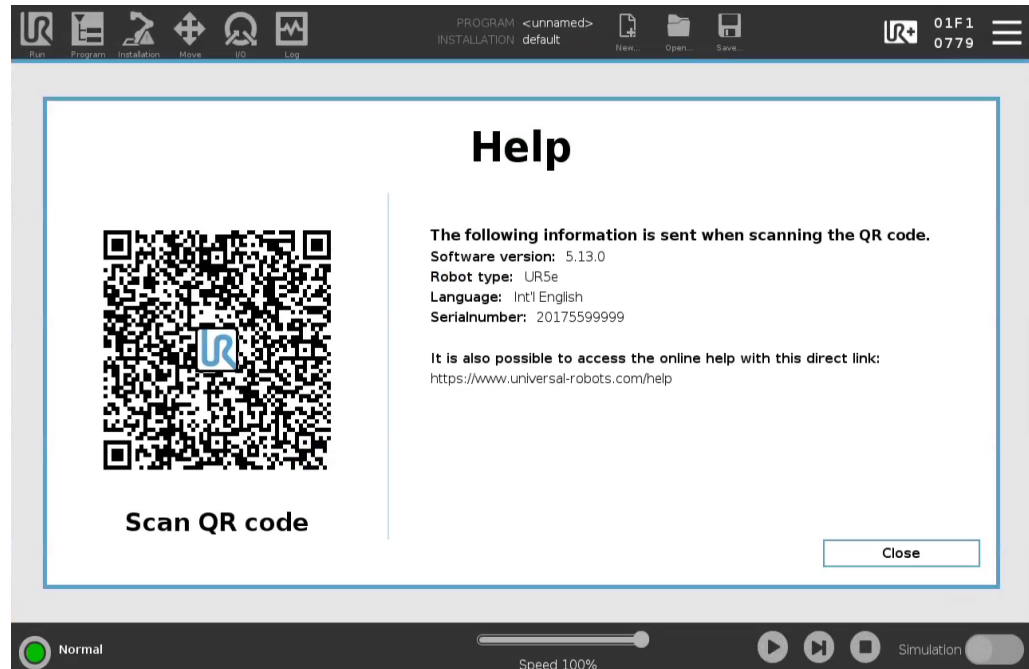 PROGRAM <unnamed>
INSTALLATION default
UR+
01F1
0779
Run
Program
Installation
Move
I/O
Log
New...
Open...
Save...
Help
The following information is sent when scanning the QR code.
Software version: 5.13.0
Robot type: UR5e
Language: Int'l English
Serialnumber: 20175599999
It is also possible to access the online help with this direct link:
https://www.universal-robots.com/help
UR
Scan QR code
Close
Normal
Speed 100%
Simulation